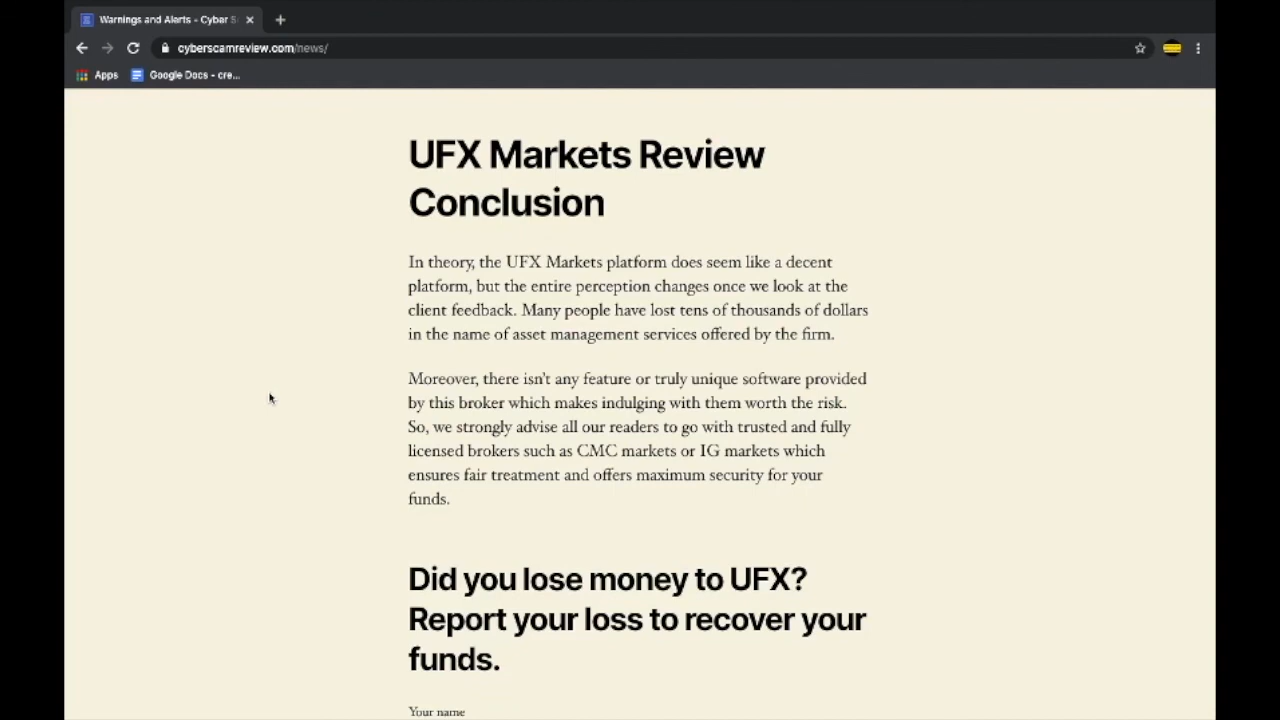 Warnings and Alerts - Cyber S
cyberscamreview.com/news/
Apps Google Docs - cre...
UFX Markets Review
Conclusion
In theory, the UFX Markets platform does seem like a decent
platform, but the entire perception changes once we look at the
client feedback. Many people have lost tens of thousands of dollars
in the name of asset management services offered by the firm.
Moreover, there isn't any feature or truly unique software provided
by this broker which makes indulging with them worth the risk.
So, we strongly advise all our readers to go with trusted and fully
licensed brokers such as CMC markets or IG markets which
ensures fair treatment and offers maximum security for your
funds.
Did you lose money to UFX?
Report your loss to recover your
funds.
Your name